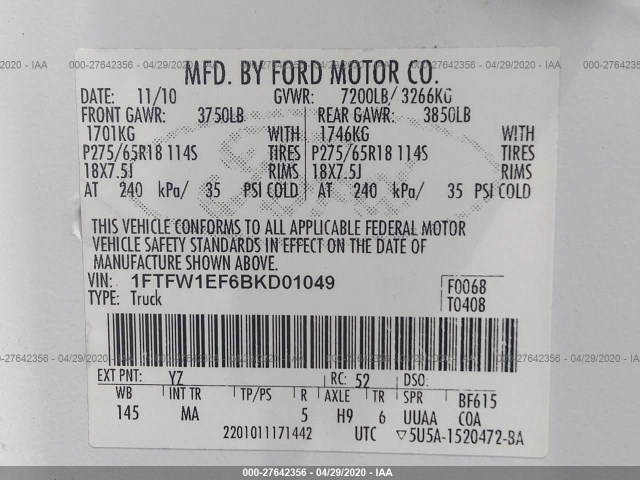 000-27642356 - 04/29/2020 - IAA
MFD. BY FORD MOTOR CO.
DATE: 11/10 GVWR: 7200LB/ 3266KG
FRONT GAWR: 3750LB REAR GAWR: 3850LB
1701KG WITH 1746KG WITH
P275/65R18 114S TIRES P275/65R18 114S TIRES
18X7.5J RIMS 18X7.5J RIMS
AT 240 kPa/ 35 PSI COLD AT 240 kPa/ 35 PSI COLD
THIS VEHICLE CONFORMS TO ALL APPLICABLE FEDERAL MOTOR
VEHICLE SAFETY STANDARDS IN EFFECT ON THE DATE OF
MANUFACTURE SHOWN ABOVE.
VIN: 1FTFW1EF6BKD01049 F0068
TYPE: Truck T0408
EXT PNT: YZ RC: 52 DSO:
WB INT TR TP/PS R AXLE TR SPR BF615
145 MA 5 H9 6 UUAA COA
2201011171442 UTC ▽5U5A-1520472-BA
000-27642356 - 04/29/2020 - IAA